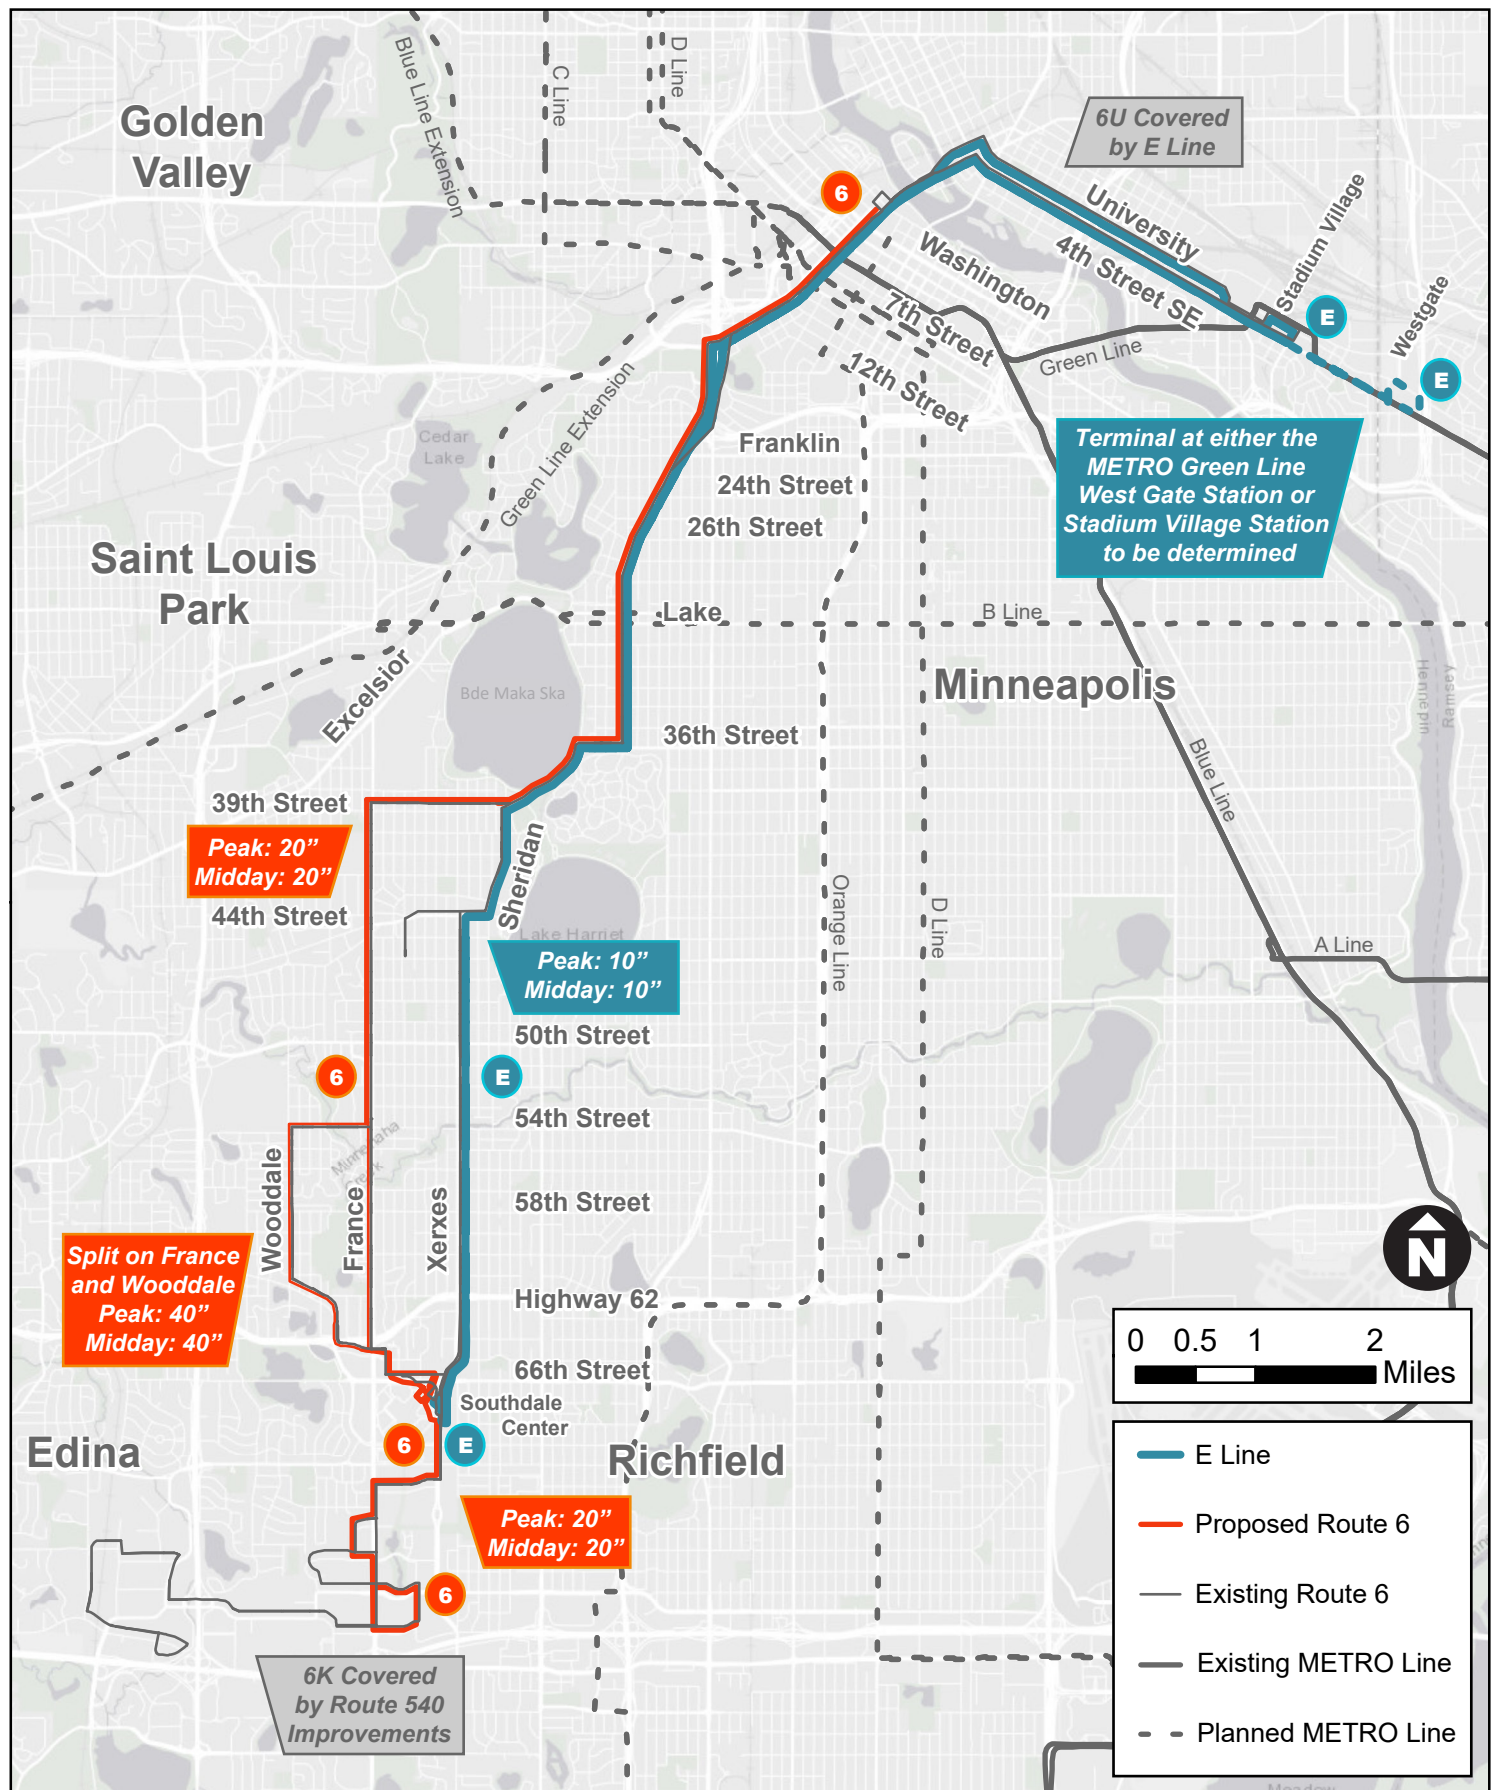 Blue Line Extension
C Line
D Line
Golden
Valley
6U Covered
by E Line
6
University
Stadium Village
4th Street SE
Washington
Westgate
E
E
7th Street
Green Line
12th Street
Green Line Extension
Cedar
Lake
Franklin
24th Street
26th Street
Terminal at either the
METRO Green Line
West Gate Station or
Stadium Village Station
to be determined
Saint Louis
Park
Lake
B Line
Excelsior
Bde Maka Ska
Minneapolis
Hennepin
Ramsey
36th Street
Blue Line
39th Street
Peak: 20”
Midday: 20”
44th Street
Sheridan
Lake Harriet
Orange Line
D Line
A Line
Peak: 10”
Midday: 10”
50th Street
6
E
54th Street
Minnehaha
Creek
Wooddale
France
Xerxes
58th Street
Split on France
and Wooddale
Peak: 40”
Midday: 40”
Highway 62
66th Street
Southdale
Center
6
E
Edina
Richfield
Peak: 20”
Midday: 20”
6
6K Covered
by Route 540
Improvements
N
0 0.5 1 2
Miles
E Line
Proposed Route 6
Existing Route 6
Existing METRO Line
Planned METRO Line